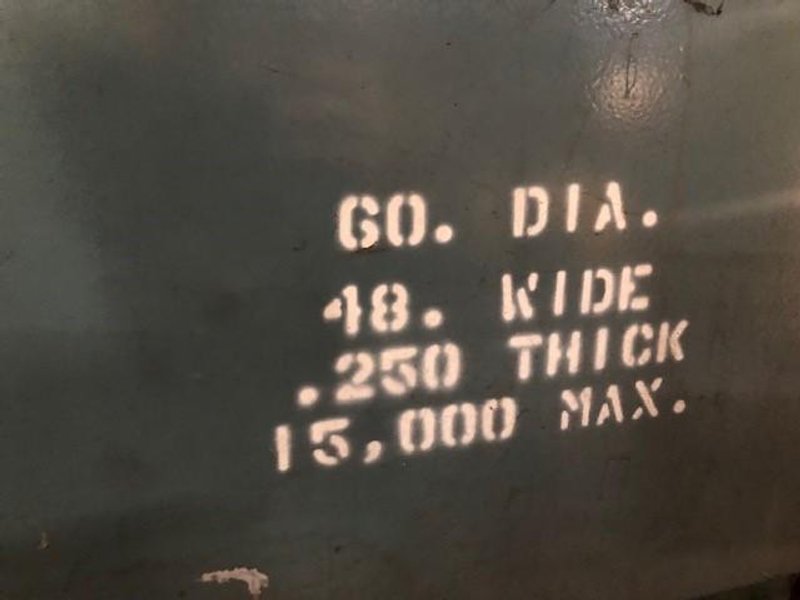 60. DIA.
48. WIDE
.250 THICK
15,000 MAX.